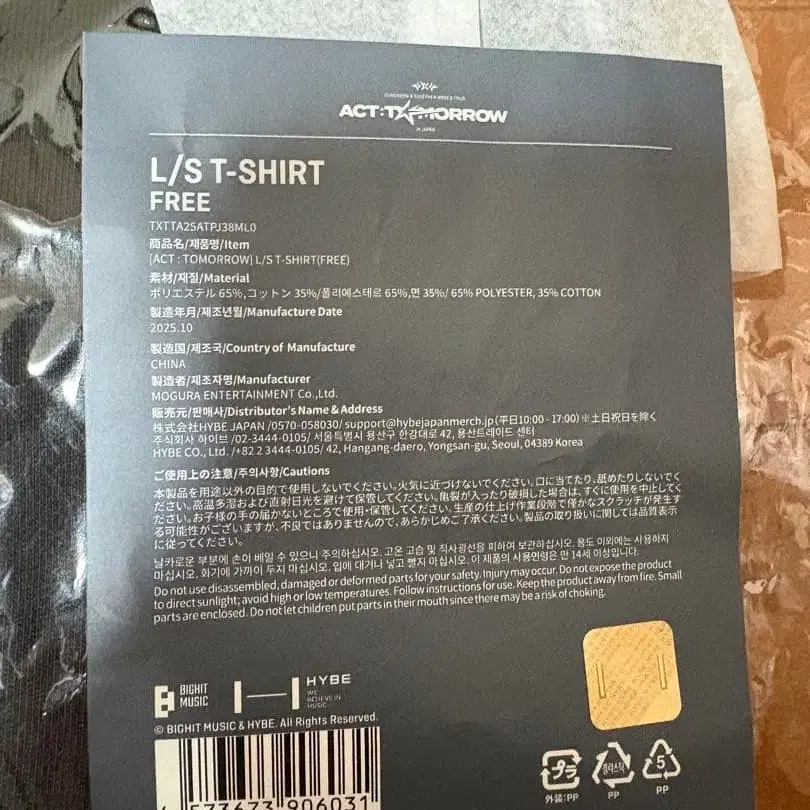 ACT:TOMORROW
IN JAPAN
L/S T-SHIRT
FREE
TXTTA25ATPJ38ML0
商品名/제품명/Item
[ACT : TOMORROW] L/S T-SHIRT(FREE)
素材/재질/Material
ポリエステル 65%,コットン 35%/폴리에스테르 65%,면 35%/ 65% POLYESTER, 35% COTTON
製造年月/제조년월/Manufacture Date
2025.10
製造国/제조국/Country of Manufacture
CHINA
製造者/제조자명/Manufacturer
MOGURA ENTERTAINMENT Co.,Ltd.
販売元/판매사/Distributor's Name & Address
株式会社HYBE JAPAN /0570-058030/ support@hybejapanmerch.jp (平日10:00 - 17:00) ※土日祝日を除く
주식회사 하이브 /02-3444-0105/ 서울특별시 용산구 한강대로 42, 용산트레이드 센터
HYBE CO., Ltd. /+82 2 3444-0105/ 42, Hangang-daero, Yongsan-gu, Seoul, 04389 Korea
ご使用上の注意/주의사항/Cautions
本製品を用途以外の目的で使用しないでください。火気に近づけないでください。口に当てたり、舐めたりしないでく
ださい。高温多湿および直射日光を避けて保管してください。亀裂が入ったり破損した場合は、すぐに使用を中止してく
ださい。お子様の手の届かないところで使用・保管してください。生産の仕上げ作業段階で僅かなスクラッチが発生す
る可能性がございますが、不良ではありませんので、あらかじめご了承ください。製品の取り扱いに関しては品質表示
に従ってください。
날카로운 부분에 손이 베일 수 있으니 주의하십시오. 고온 고습 및 직사광선을 피하여 보관하십시오. 용도 이외에는 사용하지
마십시오. 화기에 가까이 두지 마십시오. 입에 대거나 넣고 빨지 마십시오. 이 제품의 사용연령은 만 14세 이상입니다.
Do not use disassembled, damaged or deformed parts for your safety. Injury may occur. Do not expose the product
to direct sunlight; avoid high or low temperatures. Follow instructions for use. Keep the product away from fire. Small
parts are enclosed. Do not let children put parts in their mouth since there may be a risk of choking.
BIGHIT
MUSIC
HYBE
WE
BELIEVE IN
MUSIC
© BIGHIT MUSIC & HYBE. All Rights Reserved.
4 573673 906031
プラ
外装:PP
플라스틱
PP
5
PP